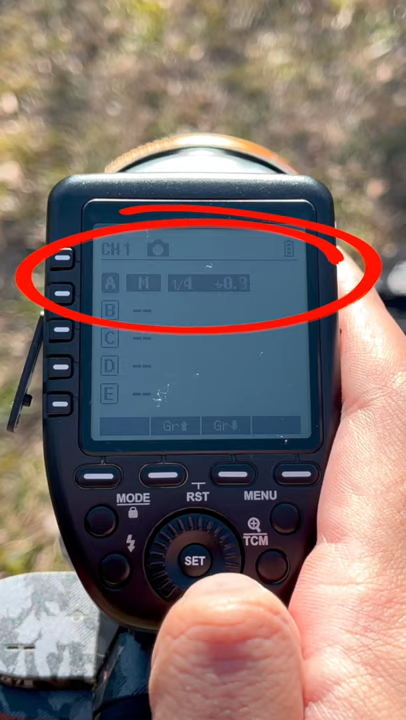 CH1
A M 1/4 +0.3
B --
C --
D --
E --
Gr Gr
MODE RST MENU
TCM
SET